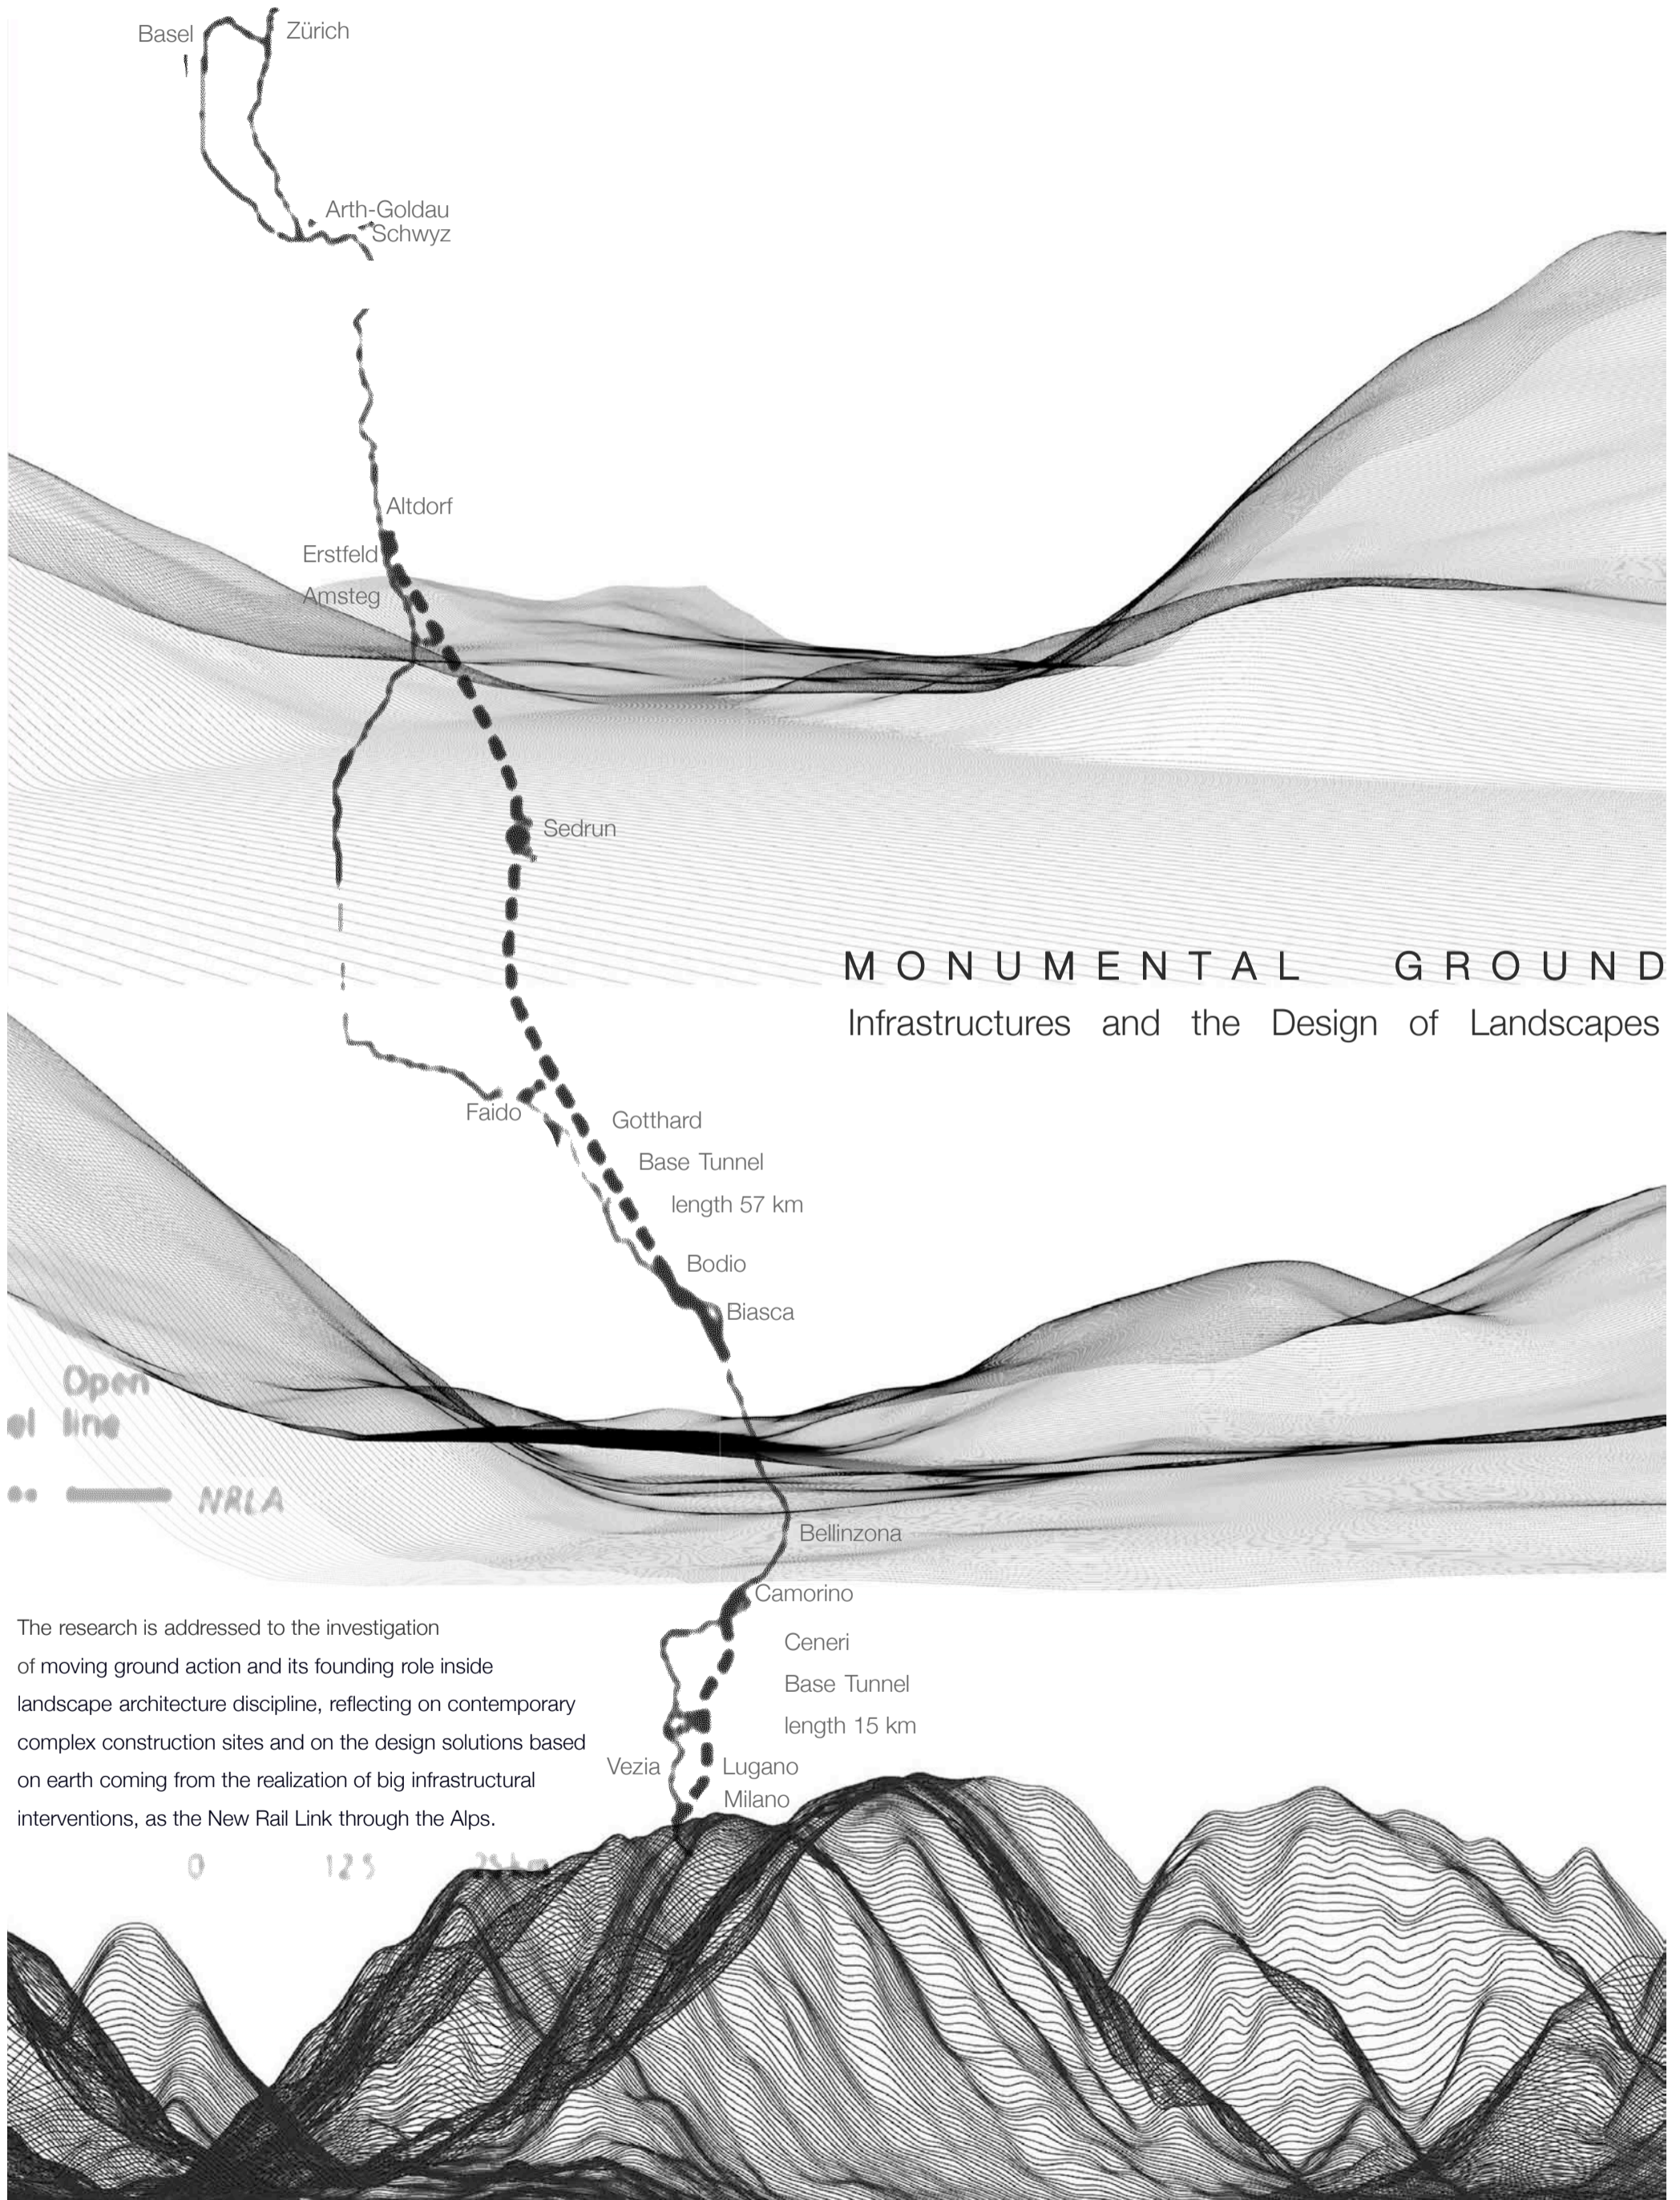 Basel
Zürich
Arth-Goldau
Schwyz
Altdorf
Erstfeld
Amsteg
Sedrun
MONUMENTAL GROUND
Infrastructures and the Design of Landscapes
Faido
Gotthard
Base Tunnel
length 57 km
Bodio
Biasca
Open
el line
NRLA
Bellinzona
Camorino
Ceneri
Base Tunnel
length 15 km
Vezia
Lugano
Milano
The research is addressed to the investigation
of moving ground action and its founding role inside
landscape architecture discipline, reflecting on contemporary
complex construction sites and on the design solutions based
on earth coming from the realization of big infrastructural
interventions, as the New Rail Link through the Alps.
0 12 5 25 km